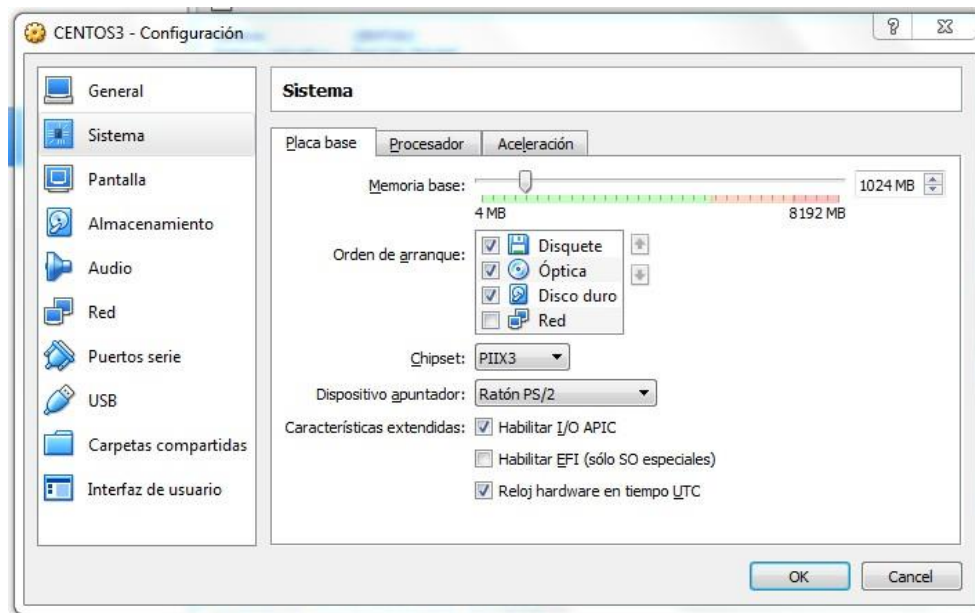 CENTOS3 - Configuración
General
Sistema
Pantalla
Almacenamiento
Audio
Red
Puertos serie
USB
Carpetas compartidas
Interfaz de usuario
Sistema
Placa base Procesador Aceleración
Memoria base: 1024 MB
4 MB 8192 MB
Orden de arranque: Disquete
Óptica
Disco duro
Red
Chipset: PIIX3
Dispositivo apuntador: Ratón PS/2
Características extendidas: Habilitar I/O APIC
Habilitar EFI (sólo SO especiales)
Reloj hardware en tiempo UTC
OK Cancel